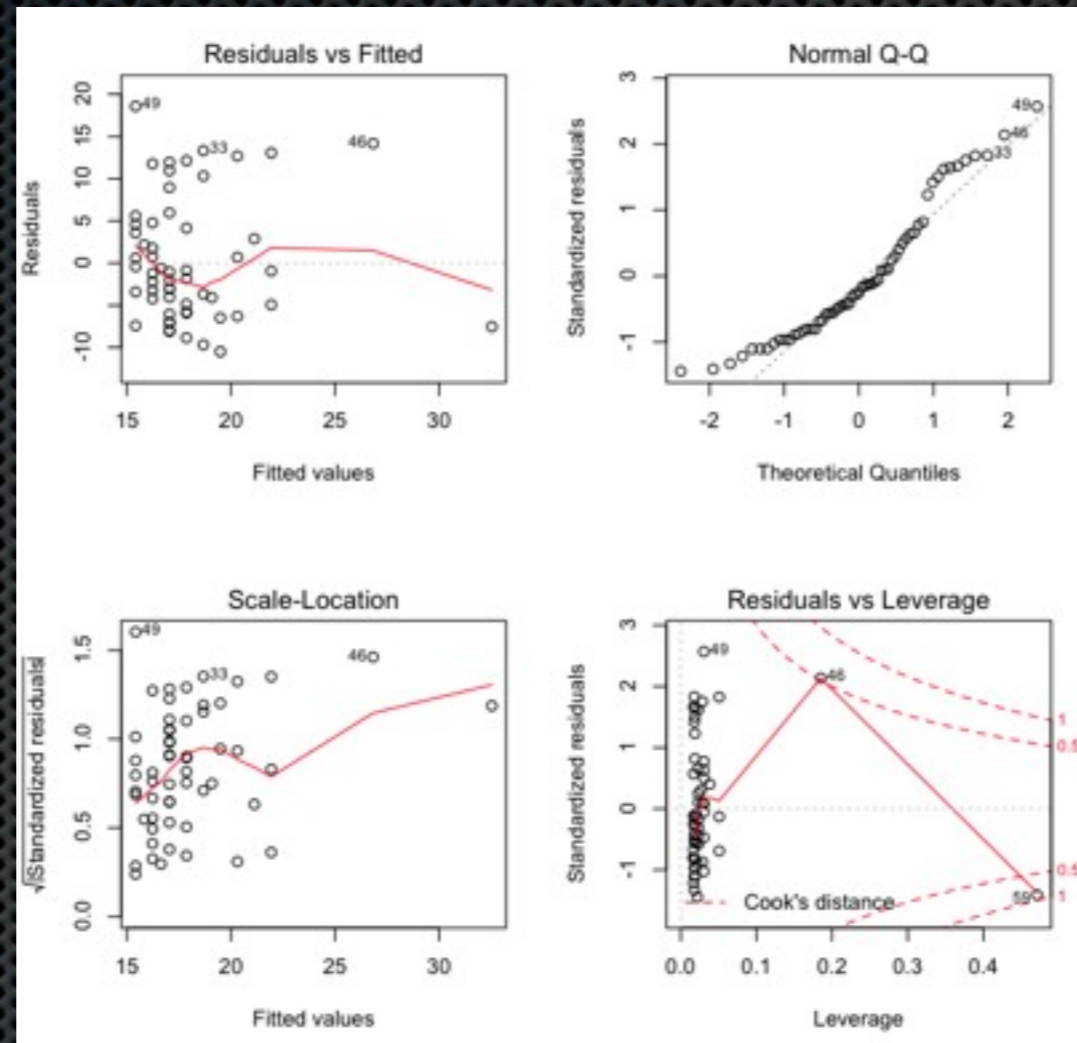 Residuals vs Fitted
Residuals
-10 0 5 10 15 20
49
33
46
15 20 25 30
Fitted values
Normal Q-Q
Standardized residuals
-1 0 1 2 3
49
46
33
-2 -1 0 1 2
Theoretical Quantiles
Scale-Location
√|Standardized residuals|
0.0 0.5 1.0 1.5
49
33
46
15 20 25 30
Fitted values
Residuals vs Leverage
Standardized residuals
-1 0 1 2 3
49
46
59
1
0.5
0.5
1
Cook's distance
0.0 0.1 0.2 0.3 0.4
Leverage